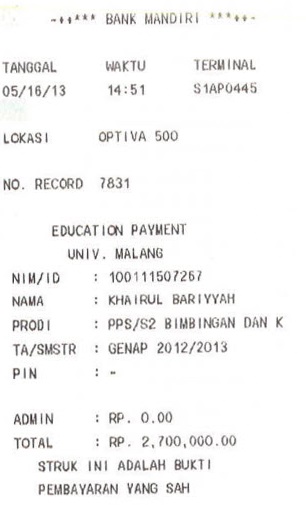 -***** BANK MANDIRI *****-
TANGGAL WAKTU TERMINAL
05/16/13 14:51 S1AP0445
LOKASI OPTIVA 500
NO. RECORD 7831
EDUCATION PAYMENT
UNIV. MALANG
NIM/ID : 100111507267
NAMA : KHAIRUL BARIYYAH
PRODI : PPS/S2 BIMBINGAN DAN K
TA/SMSTR : GENAP 2012/2013
PIN : -
ADMIN : RP. 0.00
TOTAL : RP. 2,700,000.00
STRUK INI ADALAH BUKTI
PEMBAYARAN YANG SAH